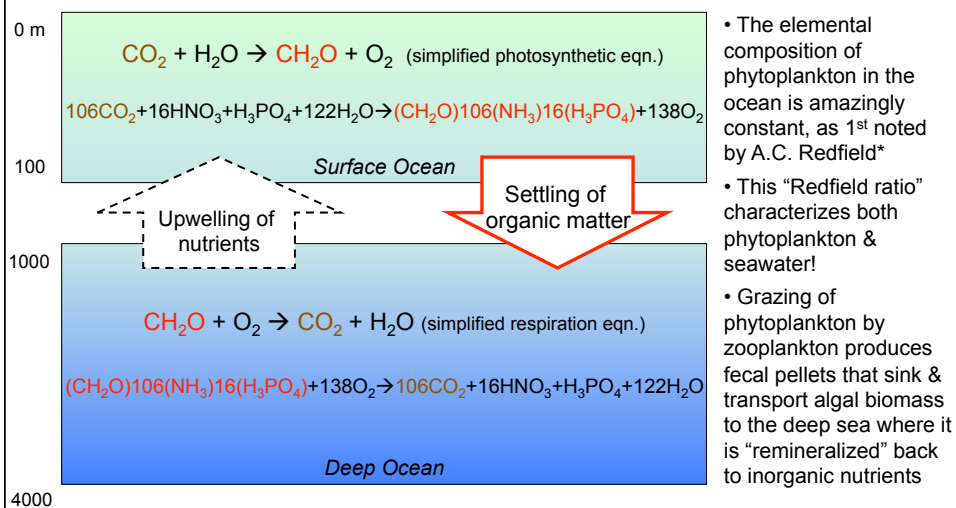 0 m
CO₂ + H₂O → CH₂O + O₂ (simplified photosynthetic eqn.)
106CO₂+16HNO₃+H₃PO₄+122H₂O→(CH₂O)106(NH₃)16(H₃PO₄)+138O₂
100
Surface Ocean
Upwelling of
nutrients
Settling of
organic matter
1000
CH₂O + O₂ → CO₂ + H₂O (simplified respiration eqn.)
(CH₂O)106(NH₃)16(H₃PO₄)+138O₂→106CO₂+16HNO₃+H₃PO₄+122H₂O
Deep Ocean
4000
• The elemental
composition of
phytoplankton in the
ocean is amazingly
constant, as 1ˢᵗ noted
by A.C. Redfield*
• This “Redfield ratio”
characterizes both
phytoplankton &
seawater!
• Grazing of
phytoplankton by
zooplankton produces
fecal pellets that sink &
transport algal biomass
to the deep sea where it
is “remineralized” back
to inorganic nutrients